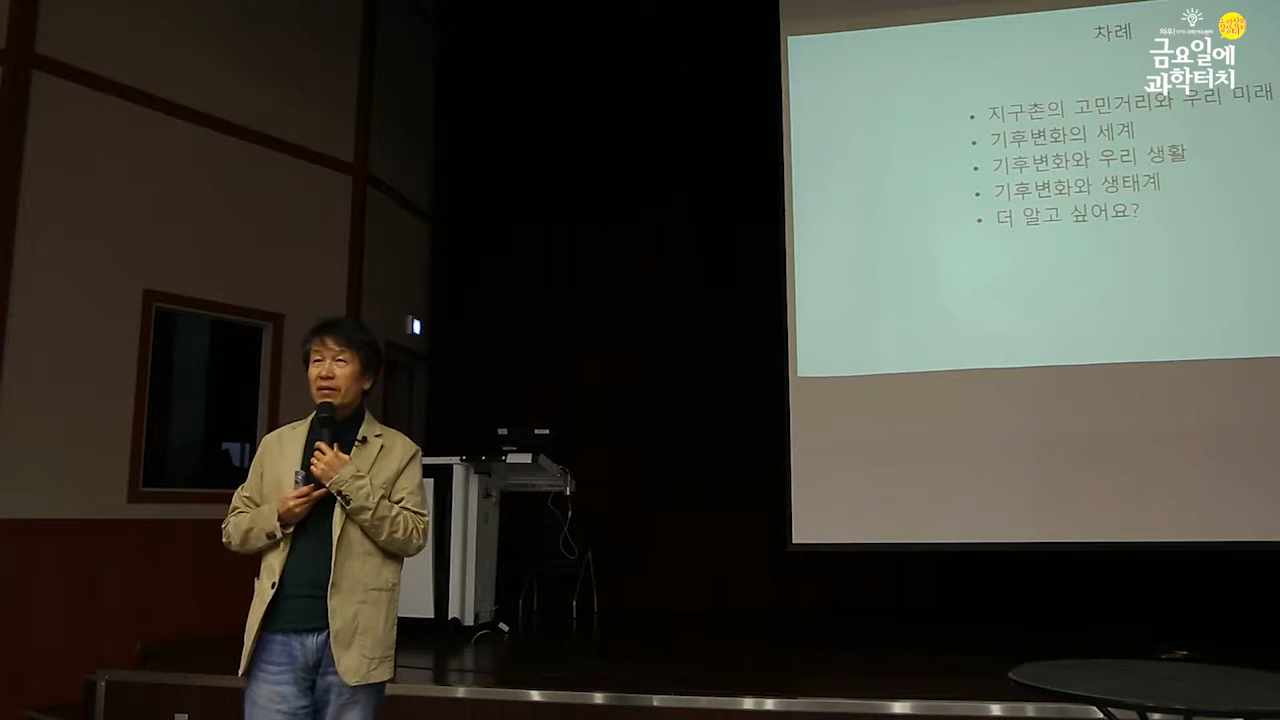 차례
금요일에
과학터치
• 지구촌의 고민거리와 우리 미래
• 기후변화의 세계
• 기후변화와 우리 생활
• 기후변화와 생태계
• 더 알고 싶어요?